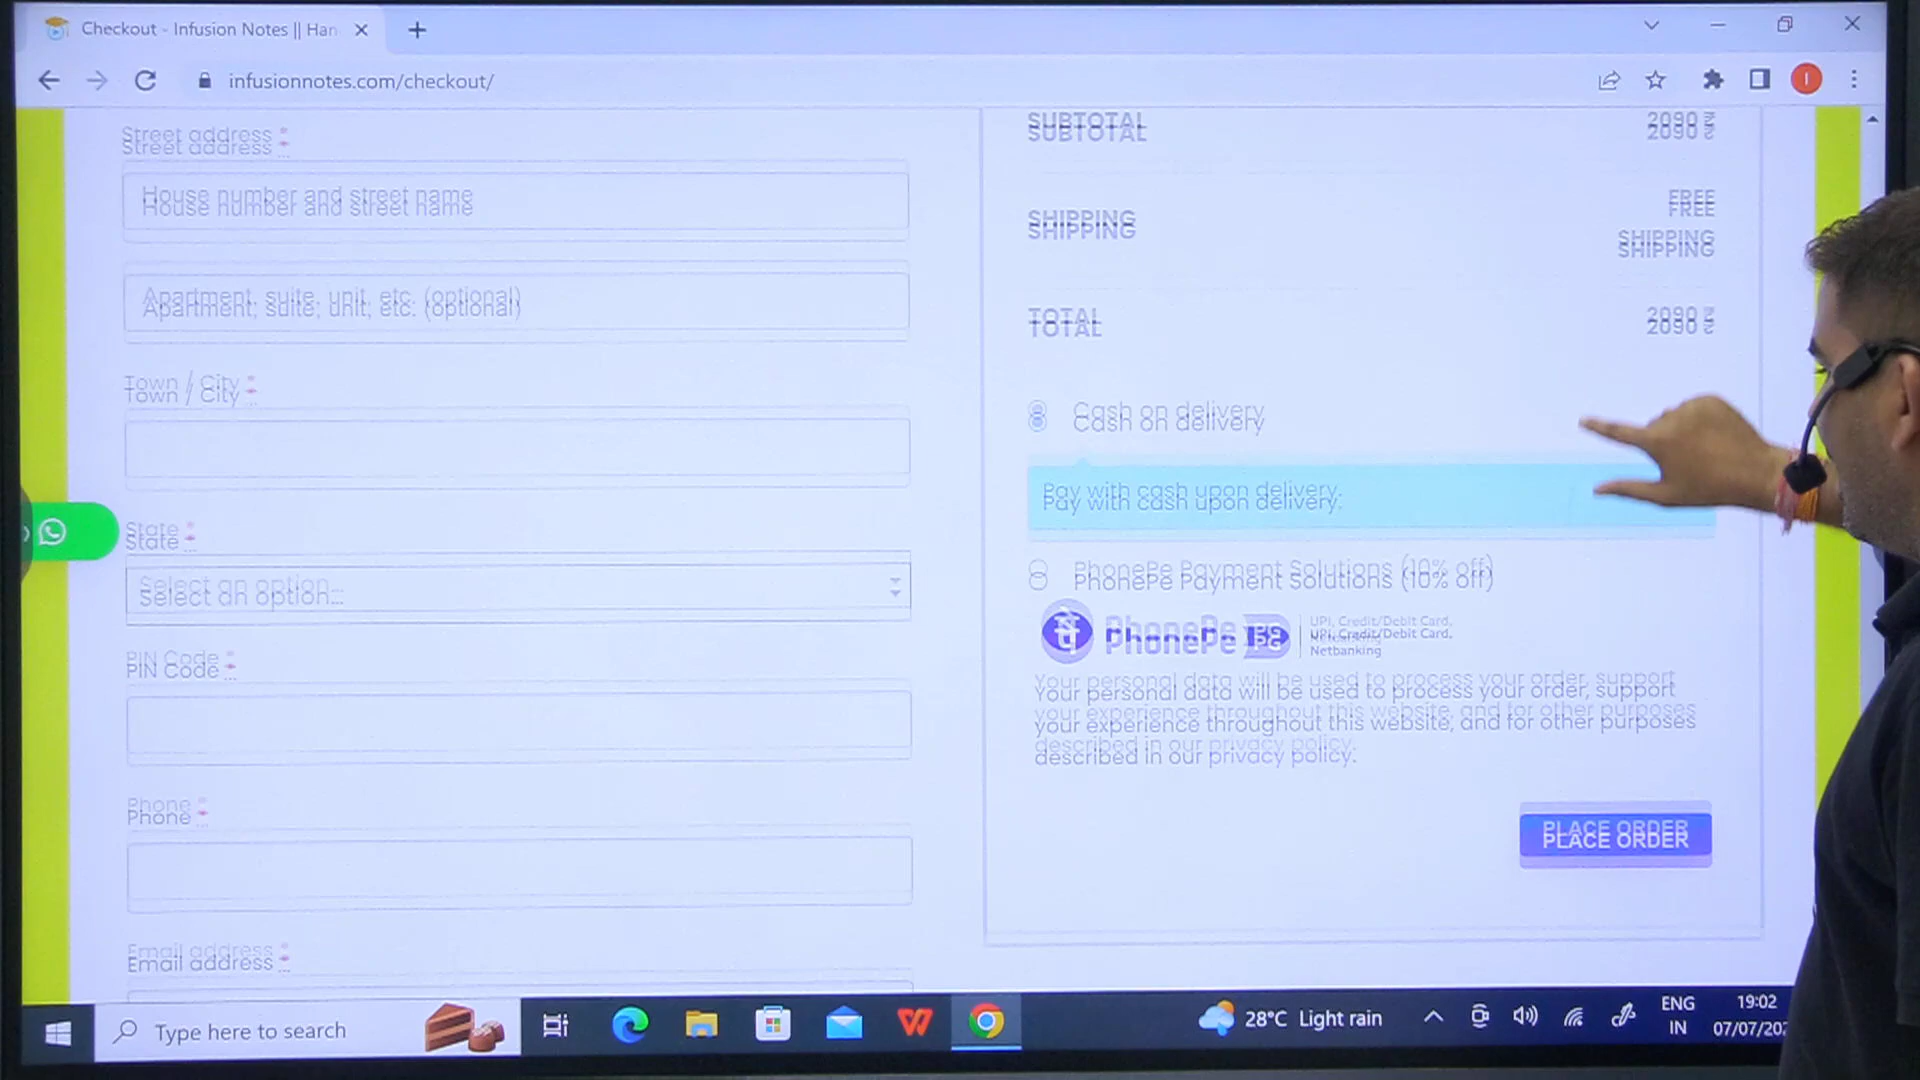 Checkout - Infusion Notes || Han
infusionnotes.com/checkout/
Street address *
House number and street name
Apartment, suite, unit, etc. (optional)
Town / City *
State *
Select an option...
PIN Code *
Phone *
Email address *
SUBTOTAL 2090 ₹
SHIPPING FREE
SHIPPING
TOTAL 2090 ₹
Cash on delivery
Pay with cash upon delivery.
PhonePe Payment Solutions (10% off)
PhonePe PG UPI, Credit/Debit Card,
Netbanking
Your personal data will be used to process your order, support
your experience throughout this website, and for other purposes
described in our privacy policy.
PLACE ORDER
Type here to search
28°C Light rain
ENG
IN
19:02
07/07/202